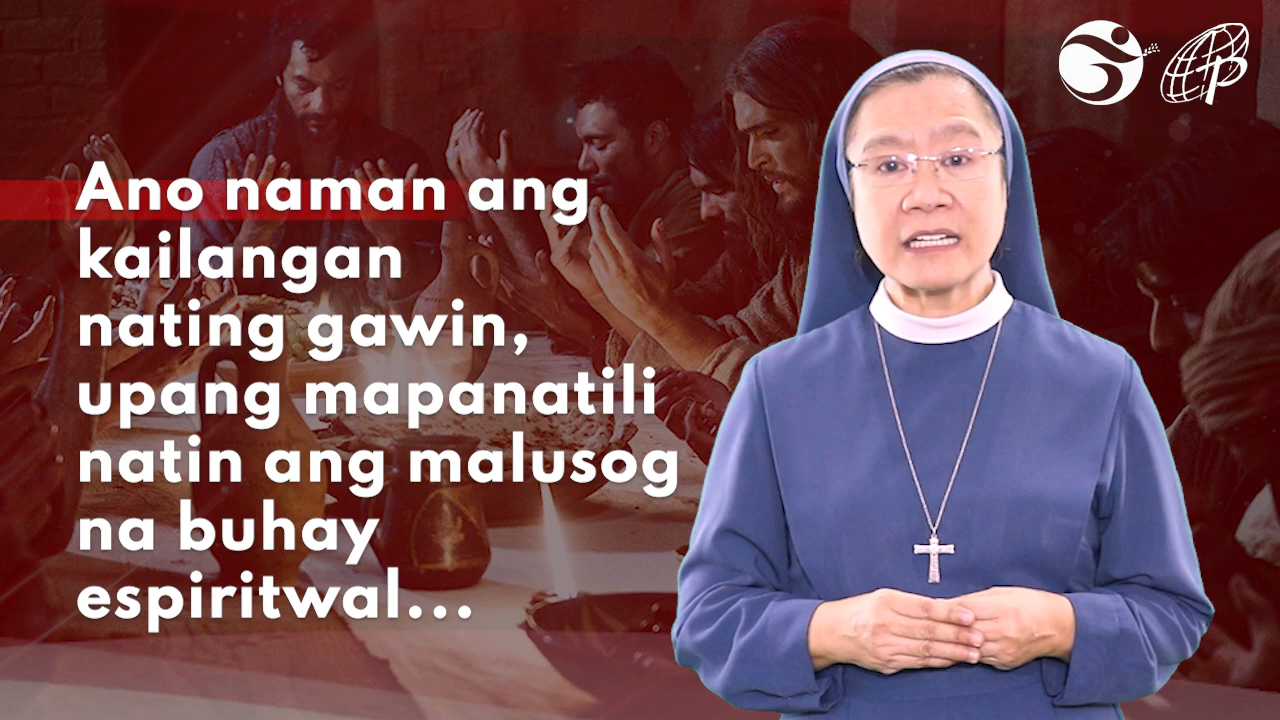 Ano naman ang
kailangan
nating gawin,
upang mapanatili
natin ang malusog
na buhay
espiritwal...